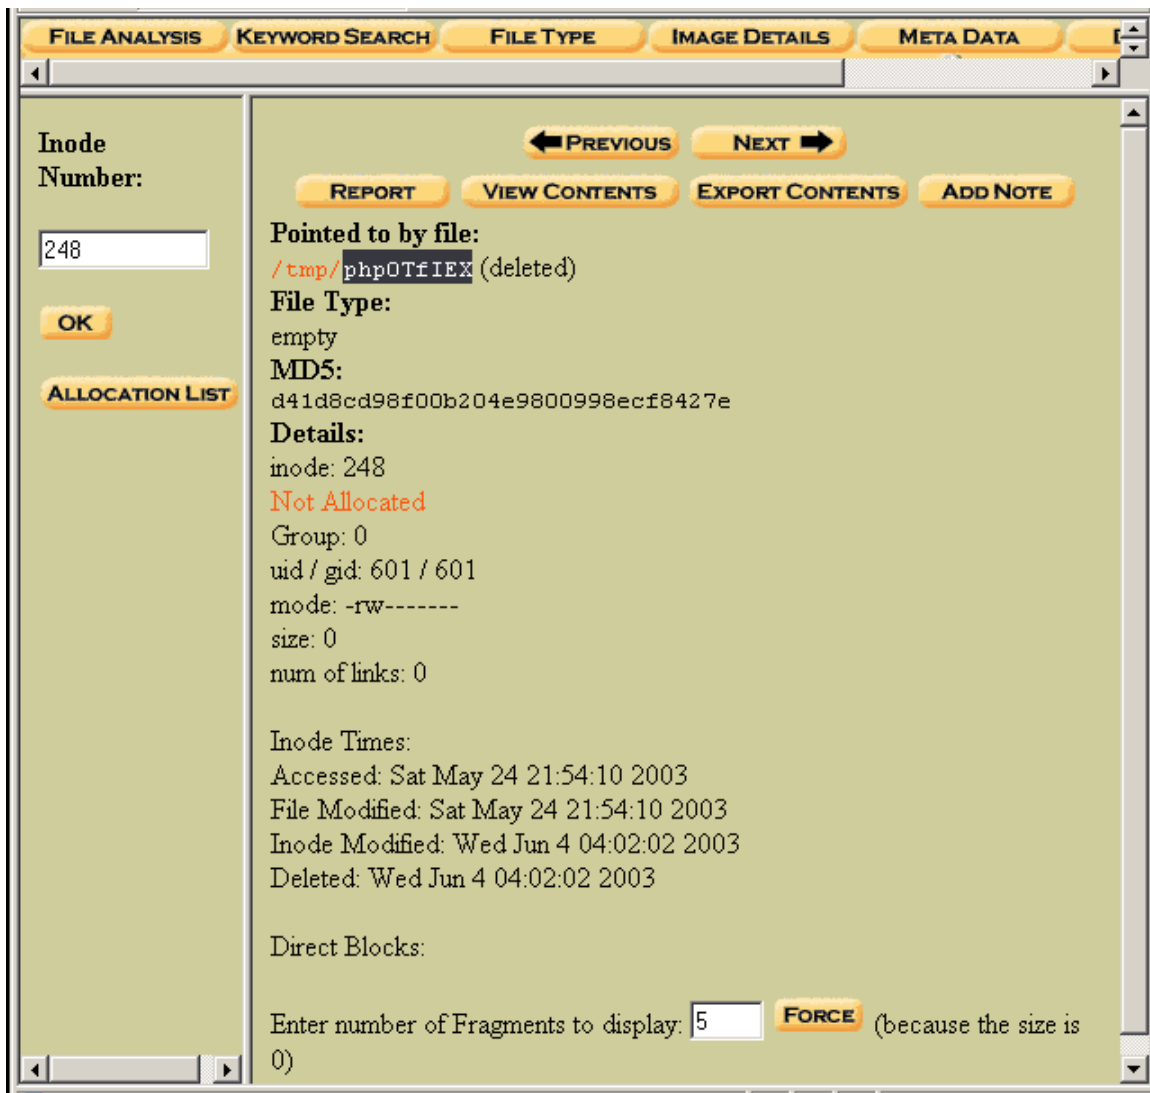 FILE ANALYSIS KEYWORD SEARCH FILE TYPE IMAGE DETAILS META DATA
Inode
Number:
248
OK
ALLOCATION LIST
PREVIOUS NEXT
REPORT VIEW CONTENTS EXPORT CONTENTS ADD NOTE
Pointed to by file:
/tmp/phpOTfIEX (deleted)
File Type:
empty
MD5:
d41d8cd98f00b204e9800998ecf8427e
Details:
inode: 248
Not Allocated
Group: 0
uid / gid: 601 / 601
mode: -rw-------
size: 0
num of links: 0
Inode Times:
Accessed: Sat May 24 21:54:10 2003
File Modified: Sat May 24 21:54:10 2003
Inode Modified: Wed Jun 4 04:02:02 2003
Deleted: Wed Jun 4 04:02:02 2003
Direct Blocks:
Enter number of Fragments to display: 5 FORCE (because the size is
0)